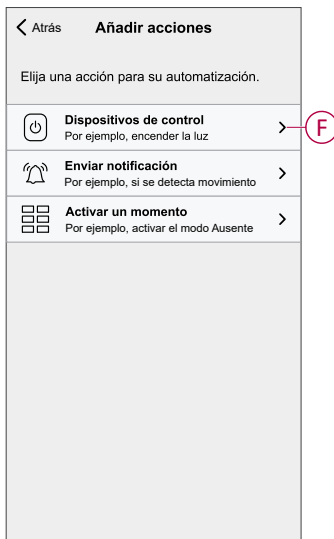 Atrás Añadir acciones
Elija una acción para su automatización.
Dispositivos de control
Por ejemplo, encender la luz
F
Enviar notificación
Por ejemplo, si se detecta movimiento
Activar un momento
Por ejemplo, activar el modo Ausente